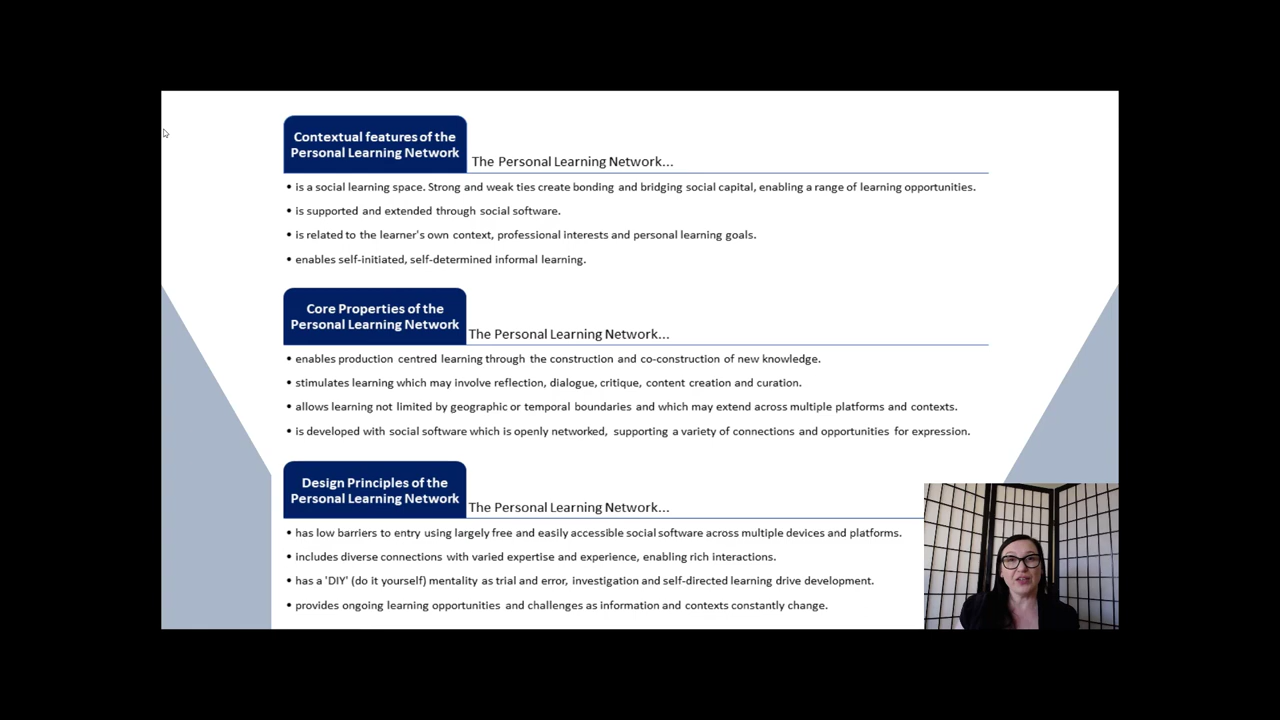 Contextual features of the
Personal Learning Network
The Personal Learning Network...
• is a social learning space. Strong and weak ties create bonding and bridging social capital, enabling a range of learning opportunities.
• is supported and extended through social software.
• is related to the learner's own context, professional interests and personal learning goals.
• enables self-initiated, self-determined informal learning.
Core Properties of the
Personal Learning Network
The Personal Learning Network...
• enables production centred learning through the construction and co-construction of new knowledge.
• stimulates learning which may involve reflection, dialogue, critique, content creation and curation.
• allows learning not limited by geographic or temporal boundaries and which may extend across multiple platforms and contexts.
• is developed with social software which is openly networked, supporting a variety of connections and opportunities for expression.
Design Principles of the
Personal Learning Network
The Personal Learning Network...
• has low barriers to entry using largely free and easily accessible social software across multiple devices and platforms.
• includes diverse connections with varied expertise and experience, enabling rich interactions.
• has a 'DIY' (do it yourself) mentality as trial and error, investigation and self-directed learning drive development.
• provides ongoing learning opportunities and challenges as information and contexts constantly change.